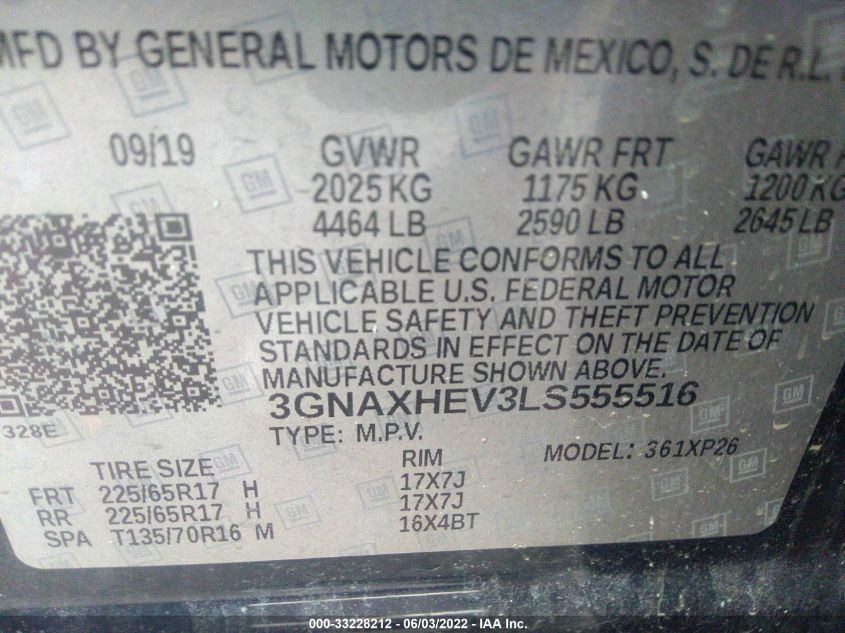 MFD BY GENERAL MOTORS DE MEXICO, S. DE R.L.
09/19 GVWR GAWR FRT GAWR
2025 KG 1175 KG 1200 KG
4464 LB 2590 LB 2645 LB
THIS VEHICLE CONFORMS TO ALL
APPLICABLE U.S. FEDERAL MOTOR
VEHICLE SAFETY AND THEFT PREVENTION
STANDARDS IN EFFECT ON THE DATE OF
MANUFACTURE SHOWN ABOVE.
3GNAXHEV3LS555516
328E
TYPE: M.P.V. MODEL: 361XP26
TIRE SIZE RIM
FRT 225/65R17 H 17X7J
RR 225/65R17 H 17X7J
SPA T135/70R16 M 16X4BT
000-33228212 - 06/03/2022 - IAA Inc.